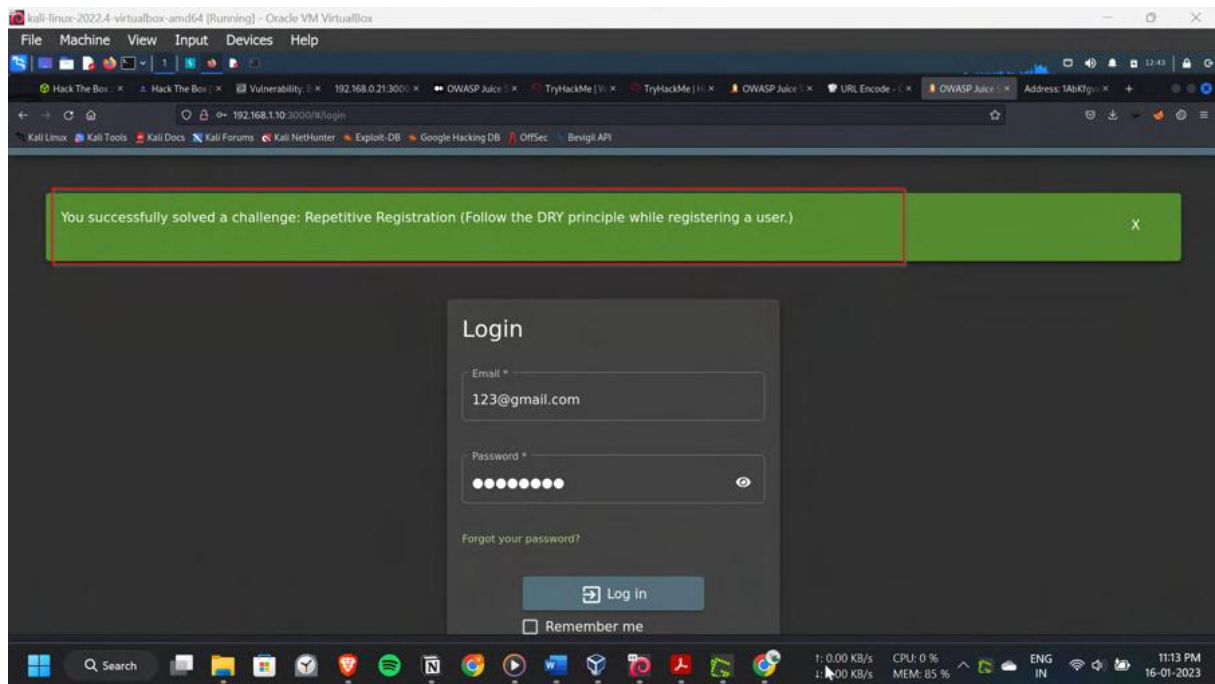 kali-linux-2022.4-virtualbox-amd64 [Running] - Oracle VM VirtualBox
File Machine View Input Devices Help
1 12:43
Hack The Box Hack The Box Vulnerability: 192.168.0.21:3000 OWASP Juice S TryHackMe | TryHackMe | OWASP Juice S URL Encode OWASP Juice S Address: 1AbKfgv
192.168.1.10:3000/#/login
Kali Linux Kali Tools Kali Docs Kali Forums Kali NetHunter Exploit-DB Google Hacking DB OffSec Bevigil API
You successfully solved a challenge: Repetitive Registration (Follow the DRY principle while registering a user.)
X
Login
Email *
123@gmail.com
Password *
Forgot your password?
Log in
Remember me
Search
↑: 0.00 KB/s CPU: 0 % ENG 11:13 PM
MEM: 85 % IN 16-01-2023